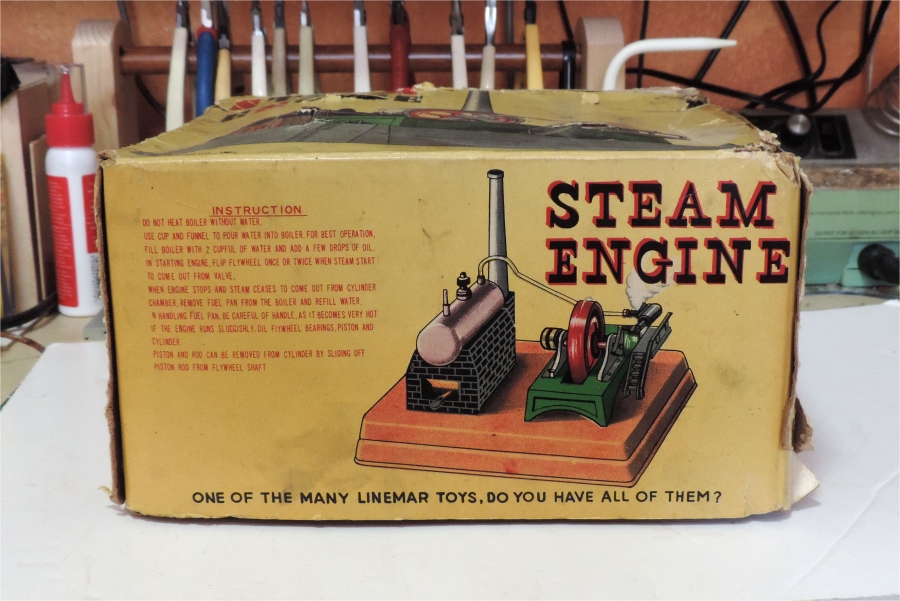 INSTRUCTION
DO NOT HEAT BOILER WITHOUT WATER.
USE CUP AND FUNNEL TO POUR WATER INTO BOILER. FOR BEST OPERATION,
FILL BOILER WITH 2 CUPFUL OF WATER AND ADD A FEW DROPS OF OIL.
IN STARTING ENGINE, FLIP FLYWHEEL ONCE OR TWICE WHEN STEAM START
TO COME OUT FROM VALVE,
WHEN ENGINE STOPS AND STEAM CEASES TO COME OUT FROM CYLINDER
CHAMBER, REMOVE FUEL PAN FROM THE BOILER AND REFILL WATER,
HANDLING FUEL PAN, BE CAREFUL OF HANDLE, AS IT BECOMES VERY HOT
IF THE ENGINE RUNS SLUGGISHLY, OIL FLYWHEEL BEARINGS, PISTON AND
CYLINDER.
PISTON AND ROD CAN BE REMOVED FROM CYLINDER BY SLIDING OFF
PISTON ROD FROM FLYWHEEL SHAFT
STEAM
ENGINE
ONE OF THE MANY LINEMAR TOYS, DO YOU HAVE ALL OF THEM?